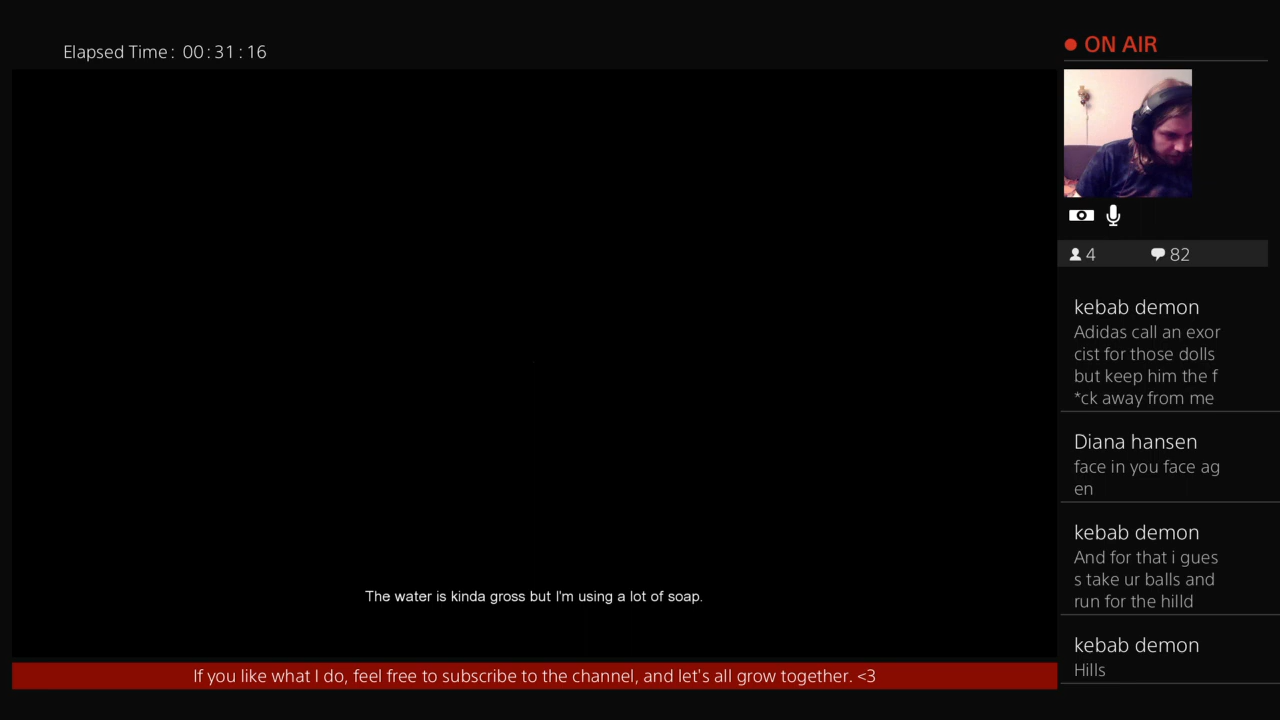 Elapsed Time: 00:31:16
ON AIR
4 82
kebab demon
Adidas call an exor
cist for those dolls
but keep him the f
*ck away from me
Diana hansen
face in you face ag
en
kebab demon
And for that i gues
s take ur balls and
run for the hilld
kebab demon
Hills
The water is kinda gross but I'm using a lot of soap.
If you like what I do, feel free to subscribe to the channel, and let's all grow together. <3